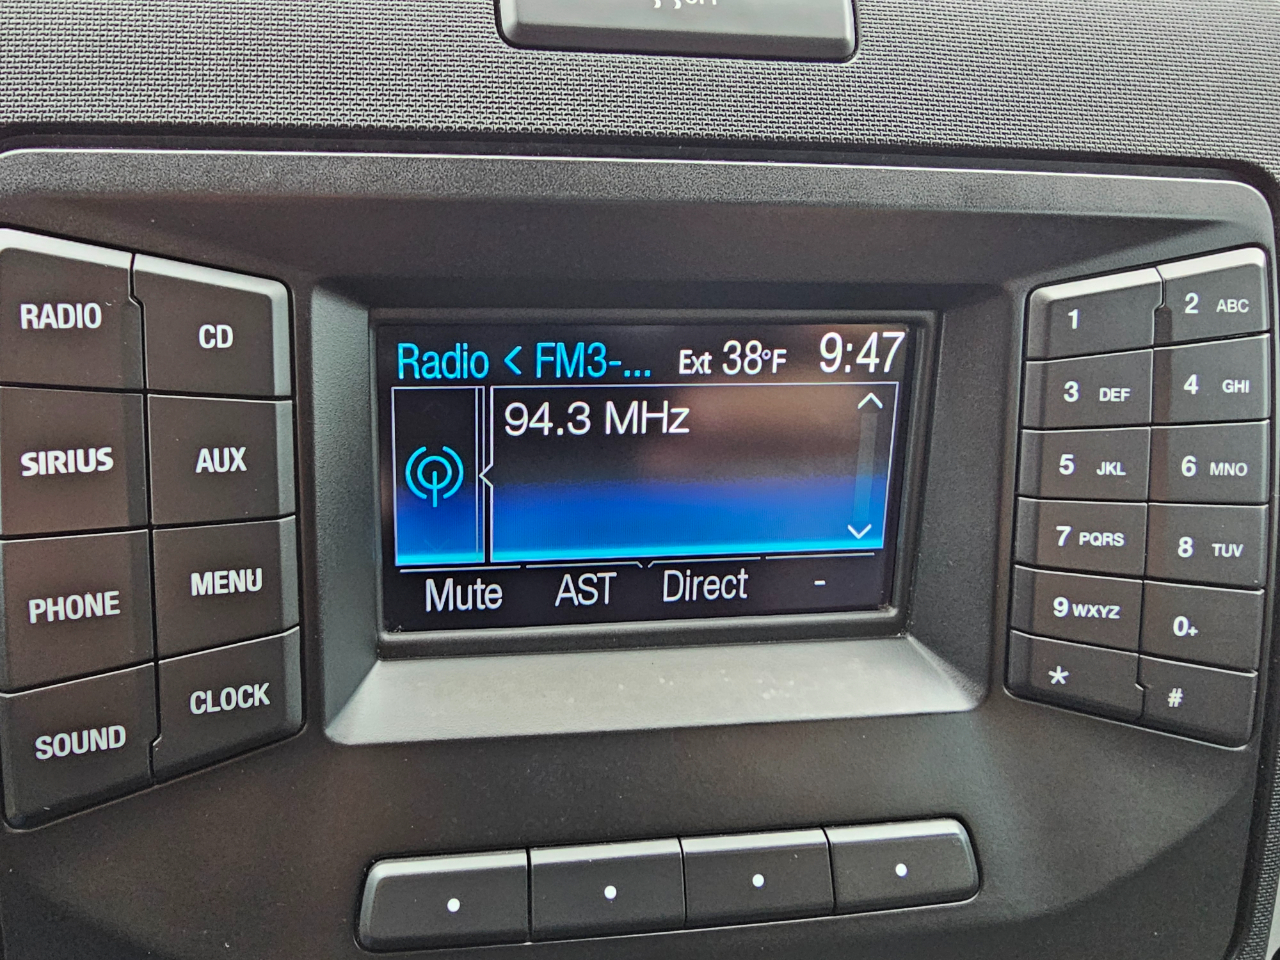 RADIO
CD
SIRIUS
AUX
PHONE
MENU
SOUND
CLOCK
Radio < FM3-... Ext 38°F 9:47
94.3 MHz
Mute AST Direct -
1
2 ABC
3 DEF
4 GHI
5 JKL
6 MNO
7 PQRS
8 TUV
9 WXYZ
0+
*
#